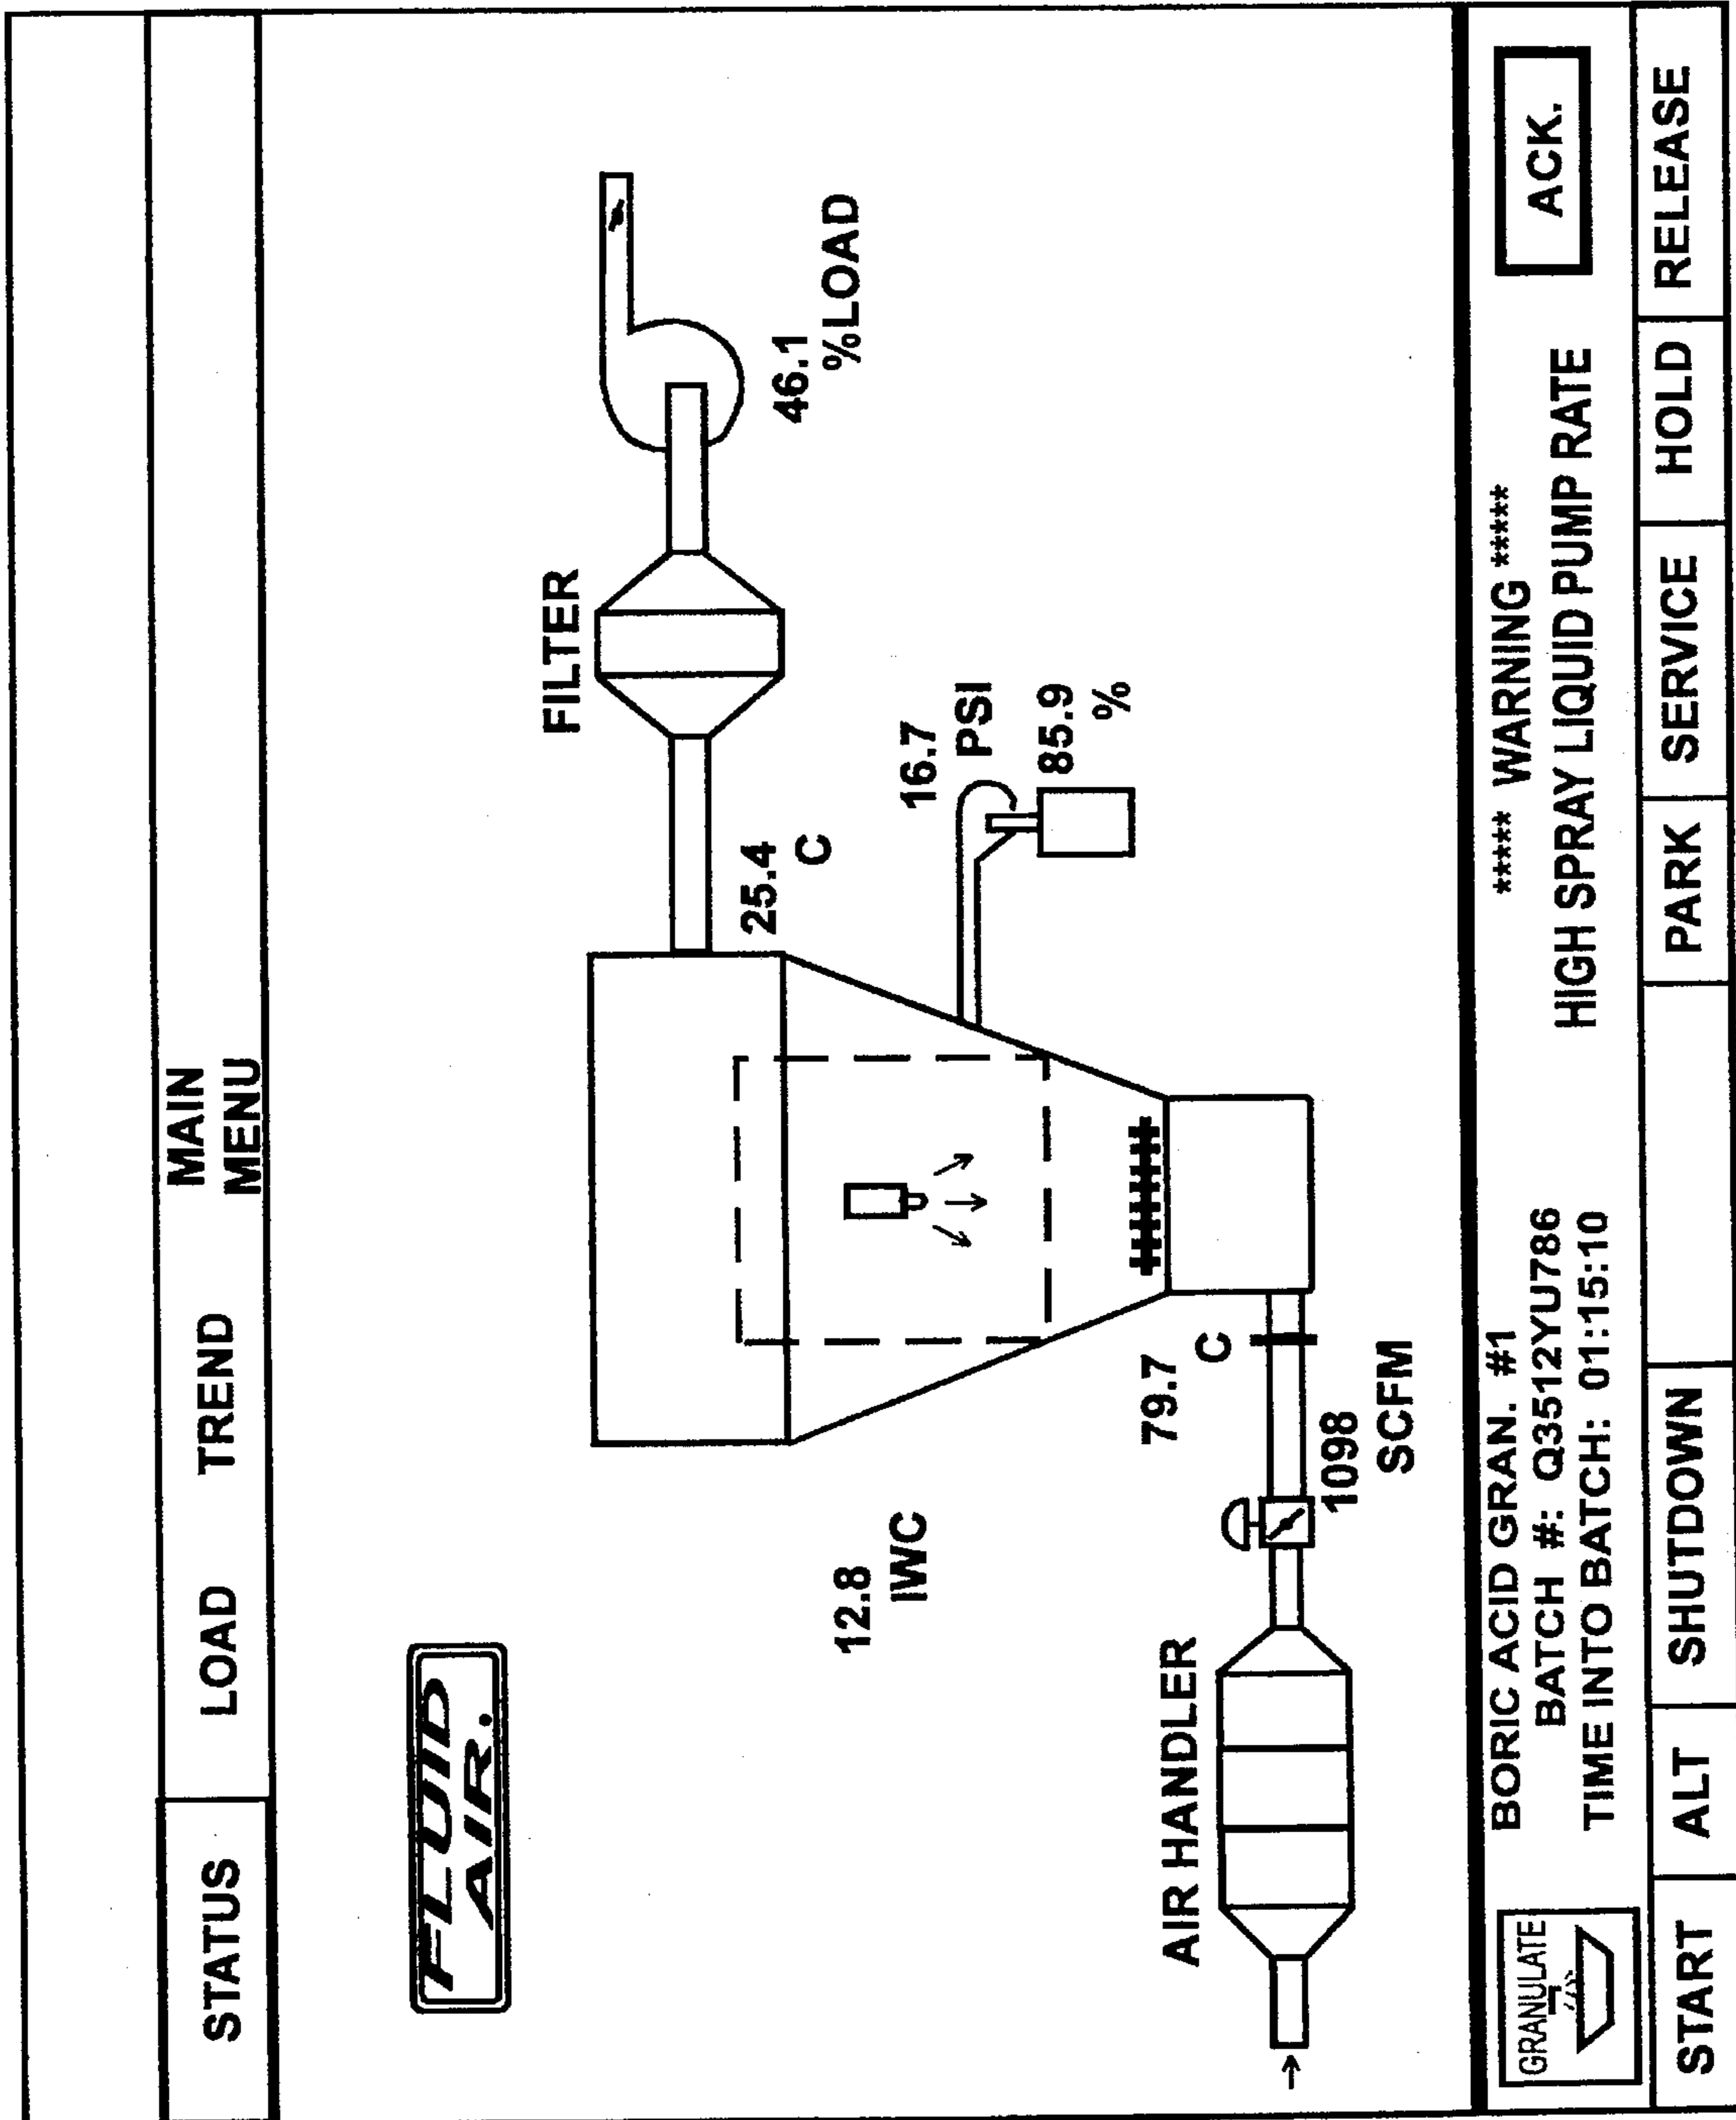 STATUS LOAD TREND MAIN
MENU
FLUID
AIR.
FILTER
12.8
IWC
25.4
C
46.1
%LOAD
16.7
PSI
85.9
%
AIR HANDLER
79.7
C
1098
SCFM
GRANULATE
BORIC ACID GRAN. #1
BATCH #: Q3512YU786
TIME INTO BATCH: 01:15:10
***** WARNING *****
HIGH SPRAY LIQUID PUMP RATE
ACK.
START ALT SHUTDOWN PARK SERVICE HOLD RELEASE